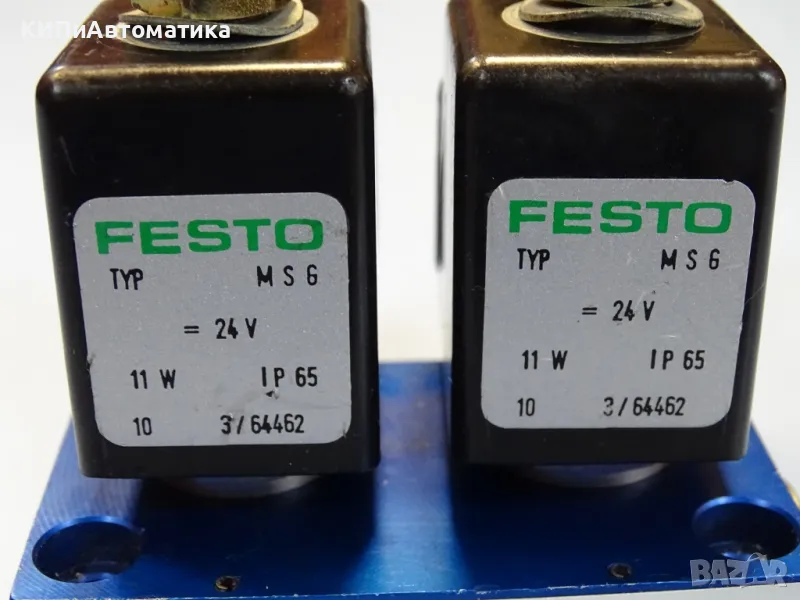 КИПиАвтоматика
FESTO
TYP MSG
= 24 V
11 W IP 65
10 3/64462
FESTO
TYP MSG
= 24 V
11 W IP 65
10 3/64462
BAZAR